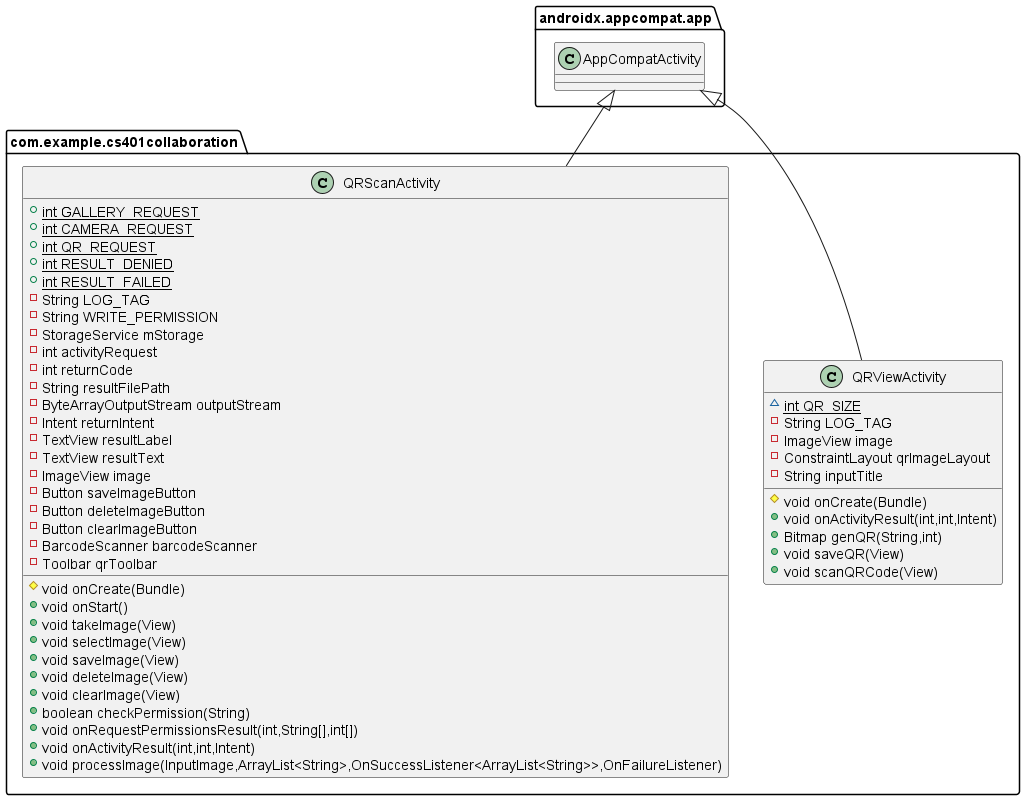 androidx.appcompat.app
C AppCompatActivity
com.example.cs401collaboration
C QRScanActivity
int GALLERY_REQUEST
int CAMERA_REQUEST
int QR_REQUEST
int RESULT_DENIED
int RESULT_FAILED
String LOG_TAG
String WRITE_PERMISSION
StorageService mStorage
int activityRequest
int returnCode
String resultFilePath
ByteArrayOutputStream outputStream
Intent returnIntent
TextView resultLabel
TextView resultText
ImageView image
Button saveImageButton
Button deleteImageButton
Button clearImageButton
BarcodeScanner barcodeScanner
Toolbar qrToolbar
void onCreate(Bundle)
void onStart()
void takeImage(View)
void selectImage(View)
void saveImage(View)
void deleteImage(View)
void clearImage(View)
boolean checkPermission(String)
void onRequestPermissionsResult(int,String[],int[])
void onActivityResult(int,int,Intent)
void processImage(InputImage,ArrayList<String>,OnSuccessListener<ArrayList<String>>,OnFailureListener)
C QRViewActivity
int QR_SIZE
String LOG_TAG
ImageView image
ConstraintLayout qrImageLayout
String inputTitle
void onCreate(Bundle)
void onActivityResult(int,int,Intent)
Bitmap genQR(String,int)
void saveQR(View)
void scanQRCode(View)